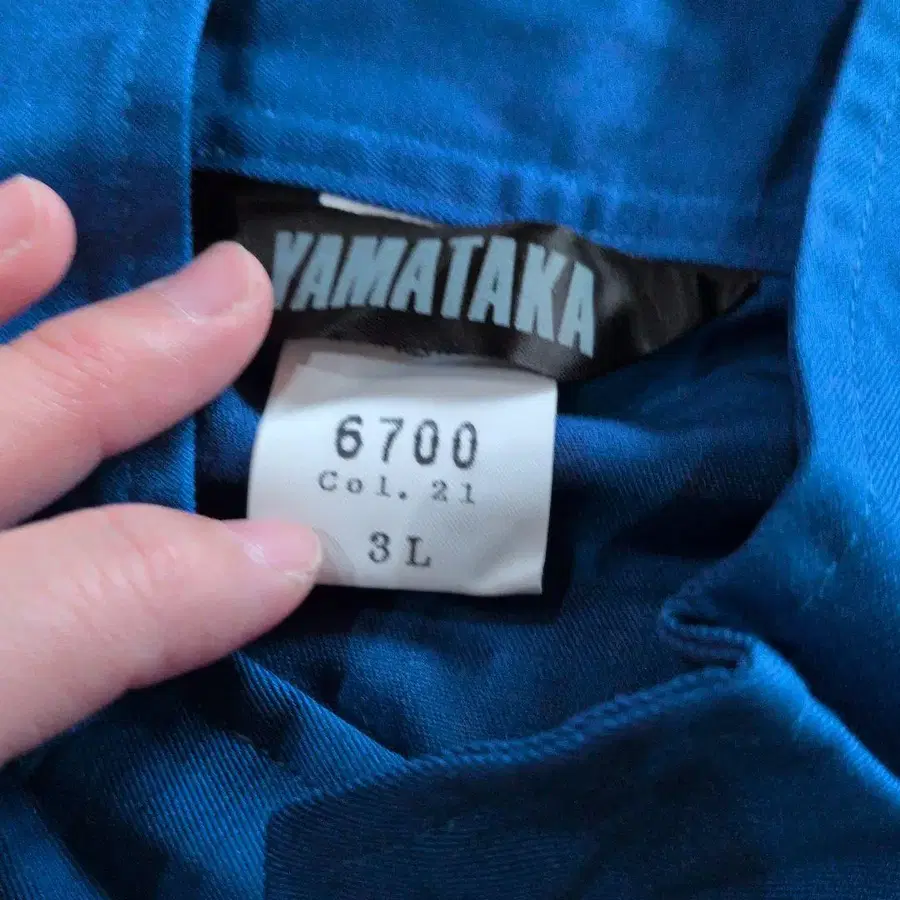 YAMATAKA
6700
Col. 21
3L